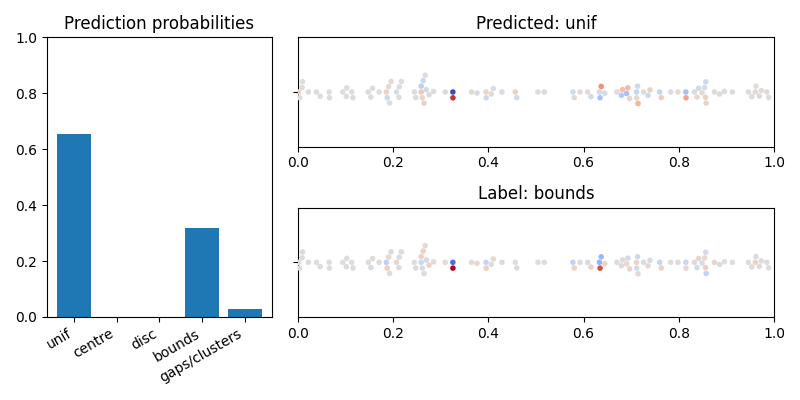 Prediction probabilities
1.0
0.8
0.6
0.4
0.2
0.0
unif
centre
disc
bounds
gaps/clusters
Predicted: unif
0.0 0.2 0.4 0.6 0.8 1.0
Label: bounds
0.0 0.2 0.4 0.6 0.8 1.0